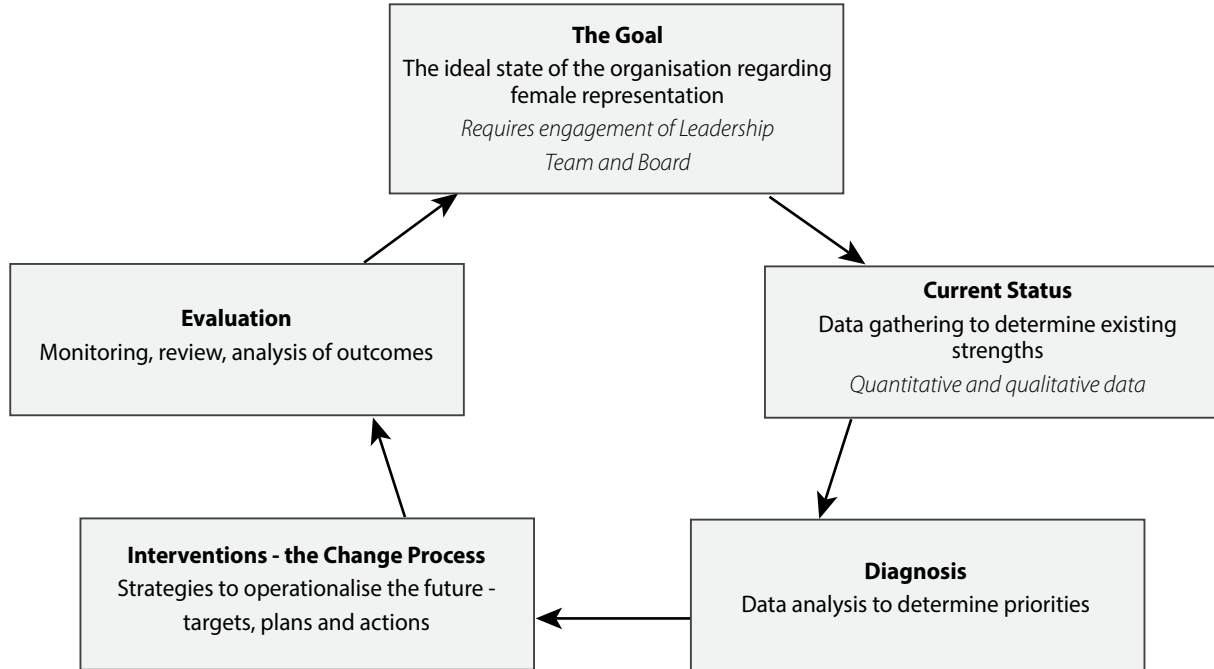 The Goal
The ideal state of the organisation regarding
female representation
Requires engagement of Leadership
Team and Board
Current Status
Data gathering to determine existing
strengths
Quantitative and qualitative data
Diagnosis
Data analysis to determine priorities
Interventions - the Change Process
Strategies to operationalise the future -
targets, plans and actions
Evaluation
Monitoring, review, analysis of outcomes